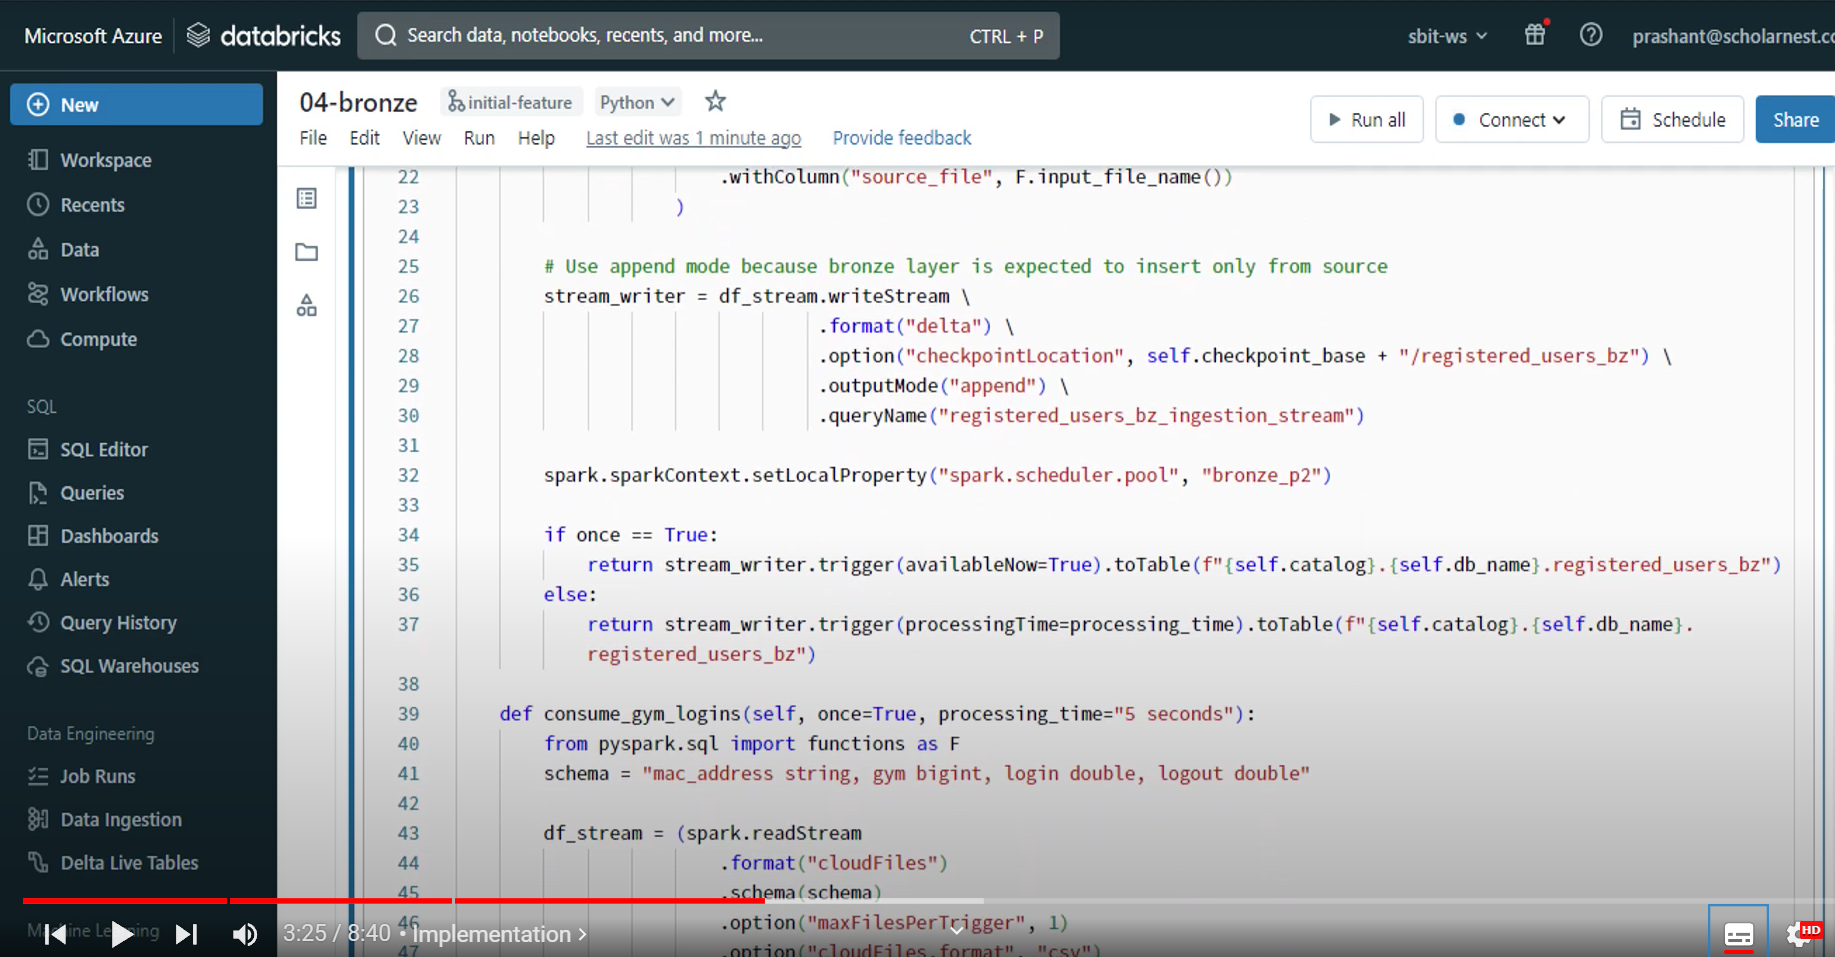 Microsoft Azure databricks Search data, notebooks, recents, and more... CTRL + P sbit-ws prashant@scholarnest.co
New
Workspace
Recents
Data
Workflows
Compute
SQL
SQL Editor
Queries
Dashboards
Alerts
Query History
SQL Warehouses
Data Engineering
Job Runs
Data Ingestion
Delta Live Tables
Machine Learning
04-bronze initial-feature Python
File Edit View Run Help Last edit was 1 minute ago Provide feedback
Run all Connect Schedule Share
22 .withColumn("source_file", F.input_file_name())
23 )
24
25 # Use append mode because bronze layer is expected to insert only from source
26 stream_writer = df_stream.writeStream \
27 .format("delta") \
28 .option("checkpointLocation", self.checkpoint_base + "/registered_users_bz") \
29 .outputMode("append") \
30 .queryName("registered_users_bz_ingestion_stream")
31
32 spark.sparkContext.setLocalProperty("spark.scheduler.pool", "bronze_p2")
33
34 if once == True:
35 return stream_writer.trigger(availableNow=True).toTable(f"{self.catalog}.{self.db_name}.registered_users_bz")
36 else:
37 return stream_writer.trigger(processingTime=processing_time).toTable(f"{self.catalog}.{self.db_name}.
registered_users_bz")
38
39 def consume_gym_logins(self, once=True, processing_time="5 seconds"):
40 from pyspark.sql import functions as F
41 schema = "mac_address string, gym bigint, login double, logout double"
42
43 df_stream = (spark.readStream
44 .format("cloudFiles")
45 .schema(schema)
46 .option("maxFilesPerTrigger", 1)
47 .option("cloudFiles.format", "csv")
3:25 / 8:40 • Implementation
HD